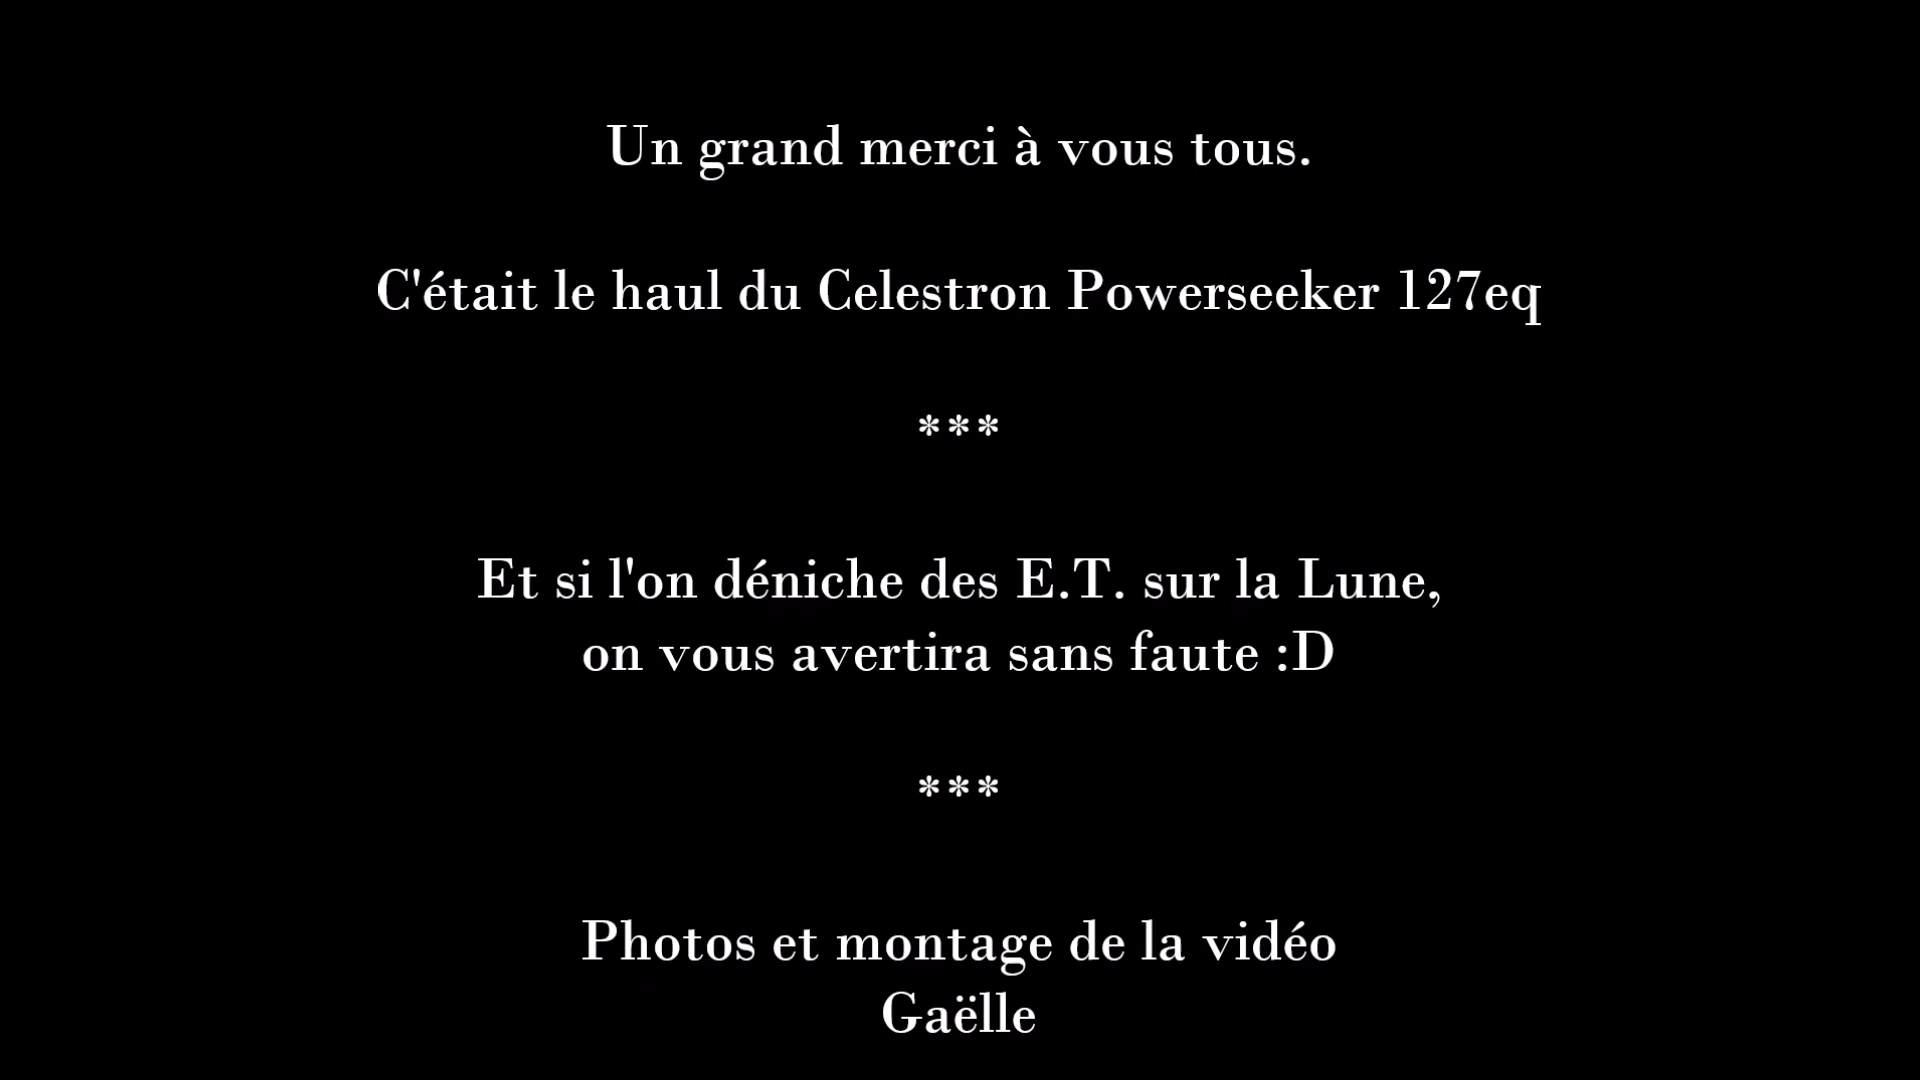 Un grand merci à vous tous.
C'était le haul du Celestron Powerseeker 127eq
***
Et si l'on déniche des E.T. sur la Lune,
on vous avertira sans faute :D
***
Photos et montage de la vidéo
Gaëlle